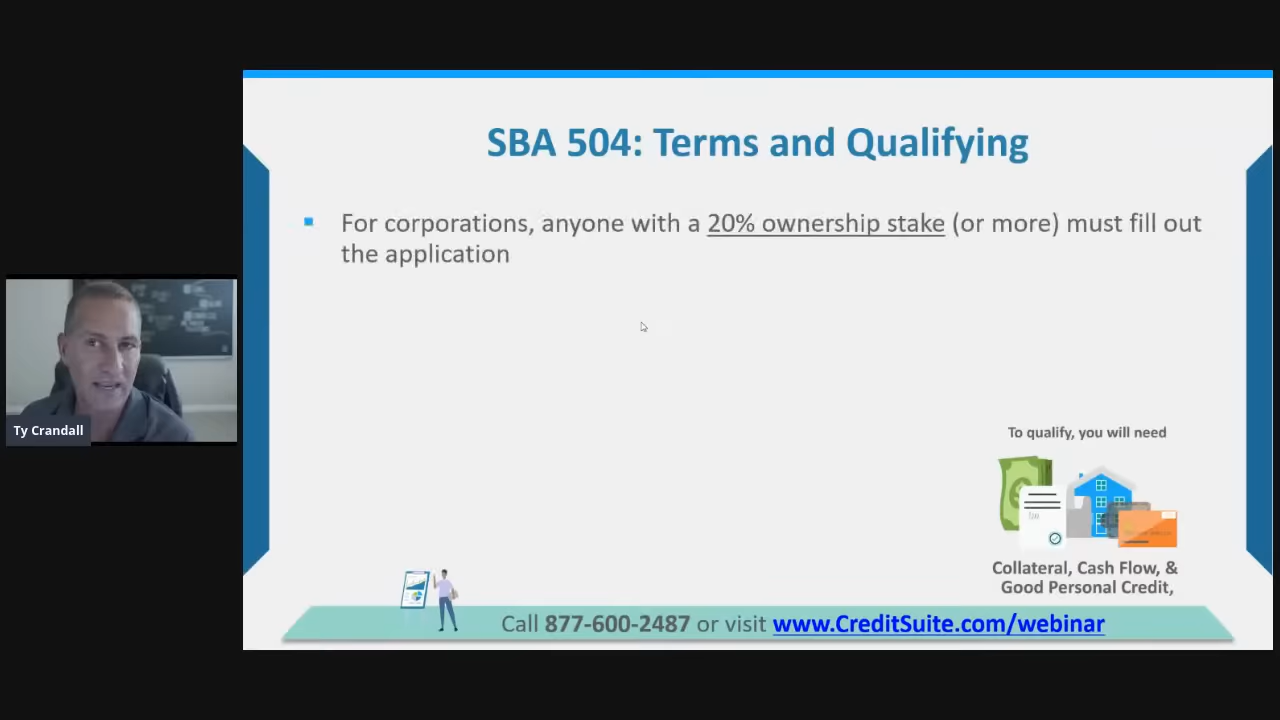 SBA 504: Terms and Qualifying
For corporations, anyone with a 20% ownership stake (or more) must fill out
the application
Ty Crandall
To qualify, you will need
Collateral, Cash Flow, &
Good Personal Credit,
Call 877-600-2487 or visit www.CreditSuite.com/webinar